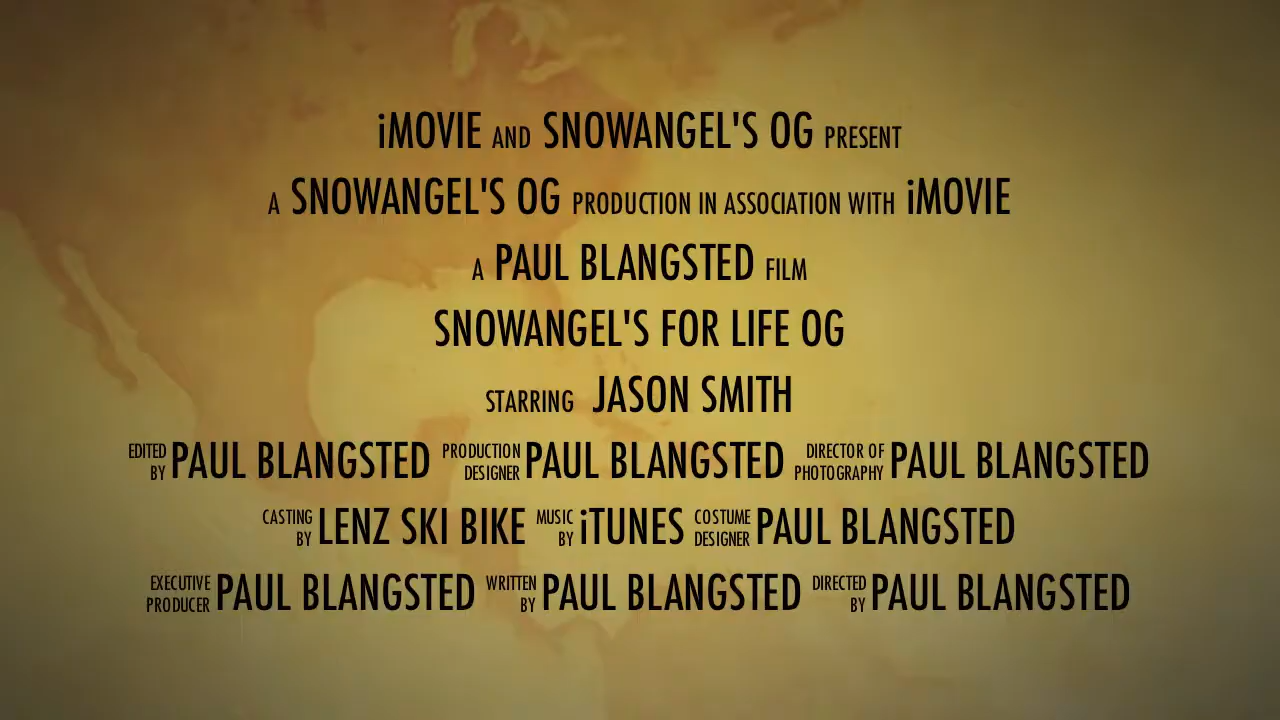 iMOVIE AND SNOWANGEL'S OG PRESENT
A SNOWANGEL'S OG PRODUCTION IN ASSOCIATION WITH iMOVIE
A PAUL BLANGSTED FILM
SNOWANGEL'S FOR LIFE OG
STARRING JASON SMITH
EDITED BY PAUL BLANGSTED PRODUCTION DESIGNER PAUL BLANGSTED DIRECTOR OF PHOTOGRAPHY PAUL BLANGSTED
CASTING BY LENZ SKI BIKE MUSIC BY iTUNES COSTUME DESIGNER PAUL BLANGSTED
EXECUTIVE PRODUCER PAUL BLANGSTED WRITTEN BY PAUL BLANGSTED DIRECTED BY PAUL BLANGSTED